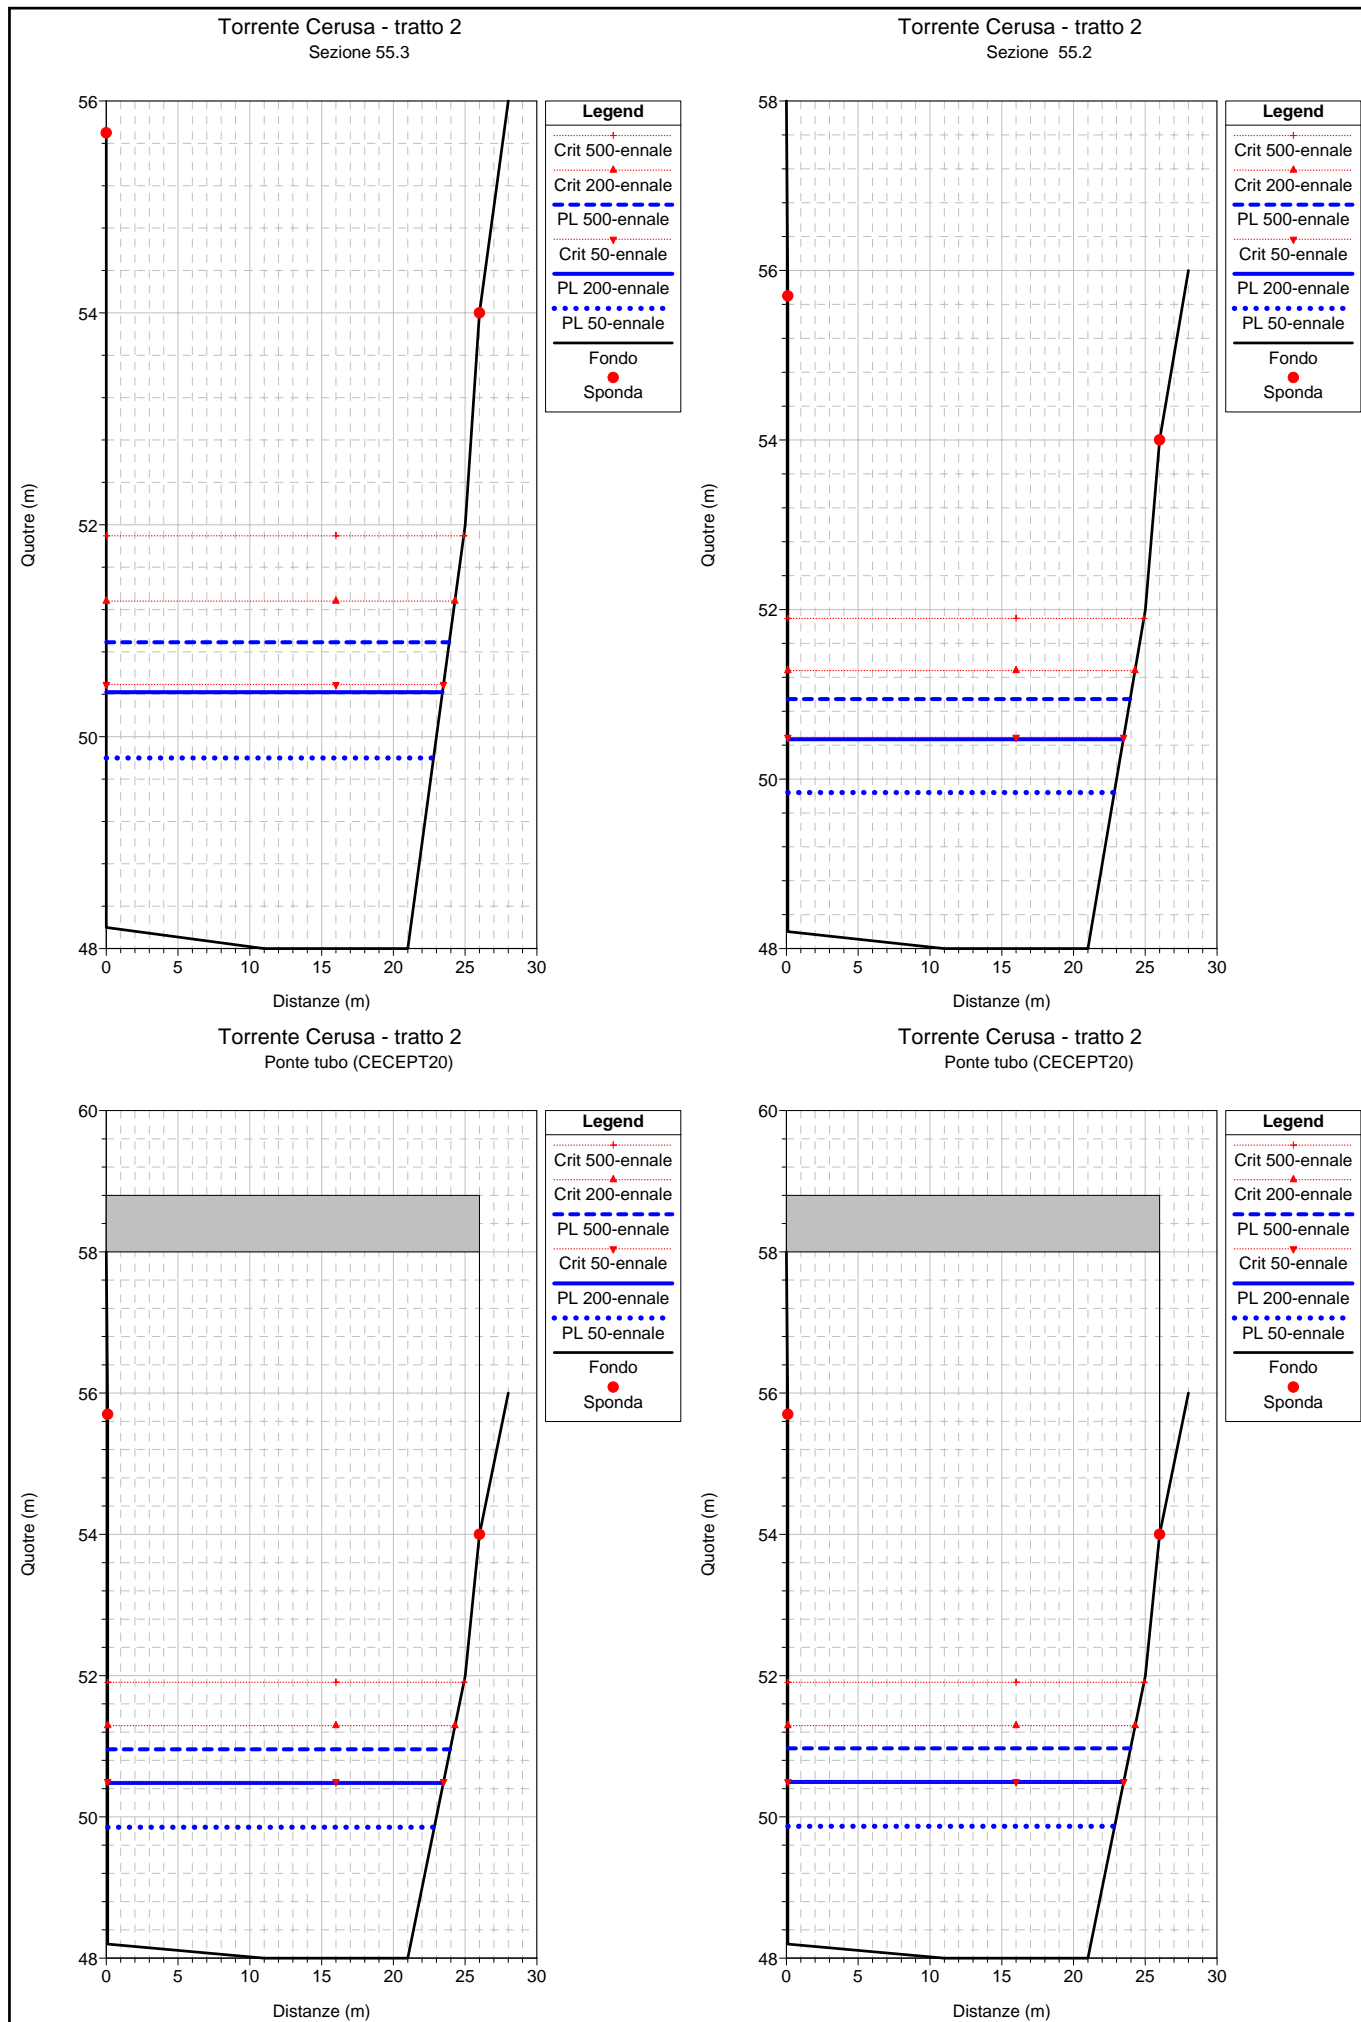 Torrente Cerusa - tratto 2
Sezione 55.3
56
54
52
50
48
0 5 10 15 20 25 30
Quotre (m)
Distanze (m)
Legend
Crit 500-ennale
Crit 200-ennale
PL 500-ennale
Crit 50-ennale
PL 200-ennale
PL 50-ennale
Fondo
Sponda
Torrente Cerusa - tratto 2
Sezione 55.2
58
56
54
52
50
48
0 5 10 15 20 25 30
Quotre (m)
Distanze (m)
Legend
Crit 500-ennale
Crit 200-ennale
PL 500-ennale
Crit 50-ennale
PL 200-ennale
PL 50-ennale
Fondo
Sponda
Torrente Cerusa - tratto 2
Ponte tubo (CECEPT20)
60
58
56
54
52
50
48
0 5 10 15 20 25 30
Quotre (m)
Distanze (m)
Legend
Crit 500-ennale
Crit 200-ennale
PL 500-ennale
Crit 50-ennale
PL 200-ennale
PL 50-ennale
Fondo
Sponda
Torrente Cerusa - tratto 2
Ponte tubo (CECEPT20)
60
58
56
54
52
50
48
0 5 10 15 20 25 30
Quotre (m)
Distanze (m)
Legend
Crit 500-ennale
Crit 200-ennale
PL 500-ennale
Crit 50-ennale
PL 200-ennale
PL 50-ennale
Fondo
Sponda